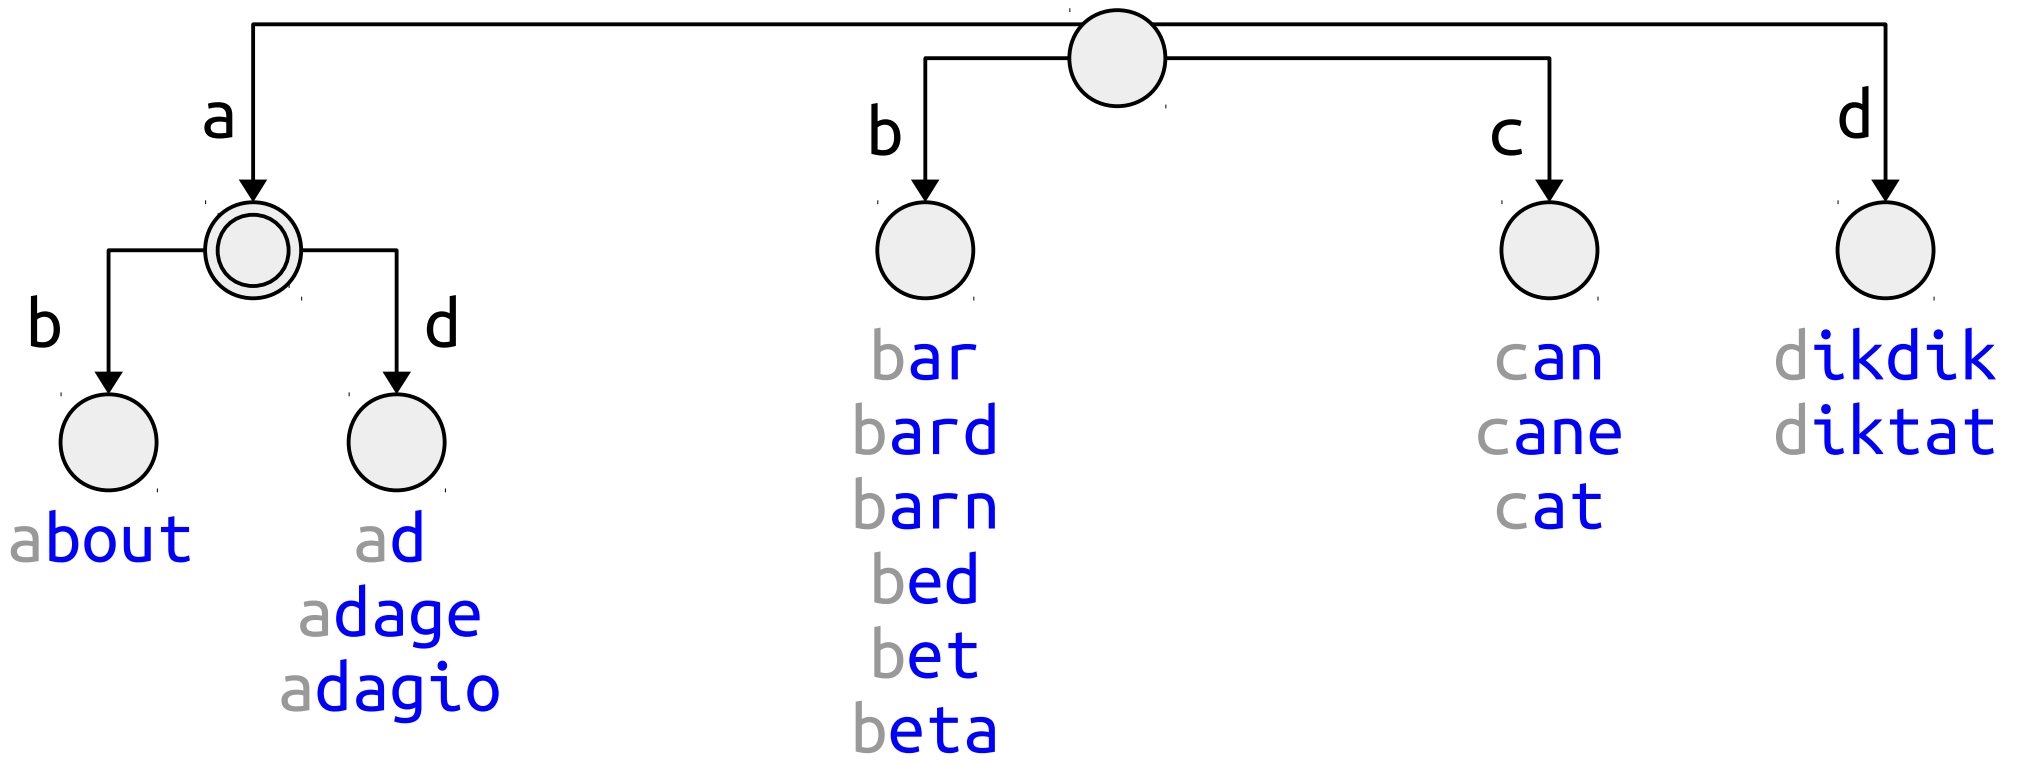 a
b
c
d
b
d
about
ad
adage
adagio
bar
bard
barn
bed
bet
beta
can
cane
cat
dikdik
diktat